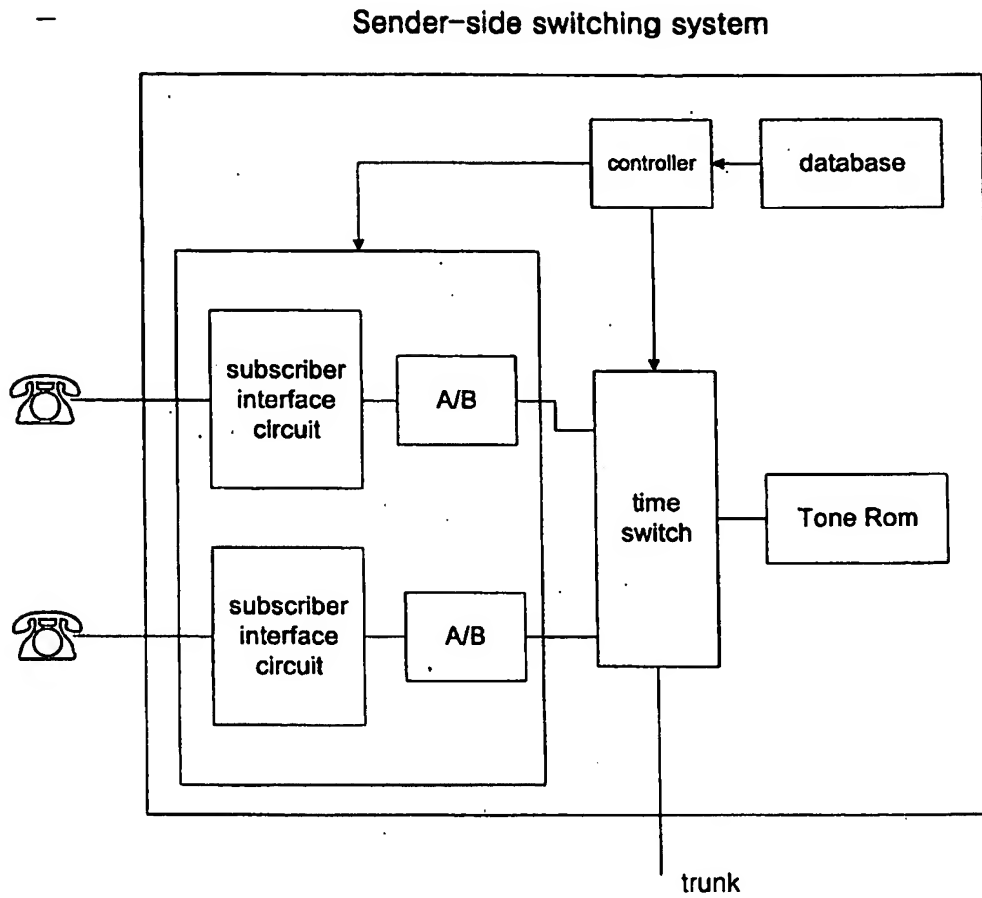 Sender-side switching system
controller
database
subscriber
interface
circuit
A/B
time
switch
Tone Rom
subscriber
interface
circuit
A/B
trunk